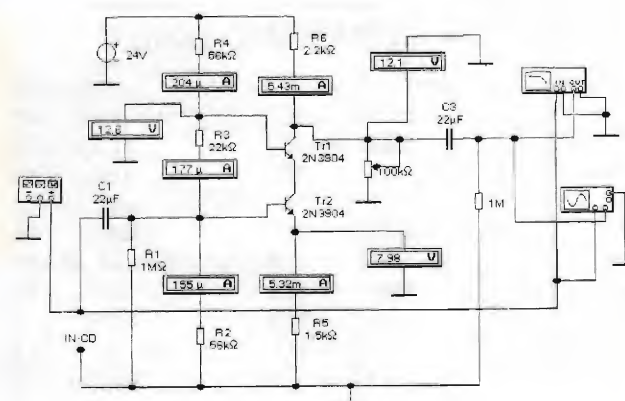 R4
56kΩ
R6
2.2kΩ
24V
204 µ A
5.43m A
12.1 V
C3
22µF
12.8 V
R3
22kΩ
Tr1
2N3904
177 µ A
100kΩ
Tr2
2N3904
C1
22µF
1M
R1
1MΩ
7.98 V
155 µ A
5.32m A
IN-CD
R2
56kΩ
R5
1.5kΩ